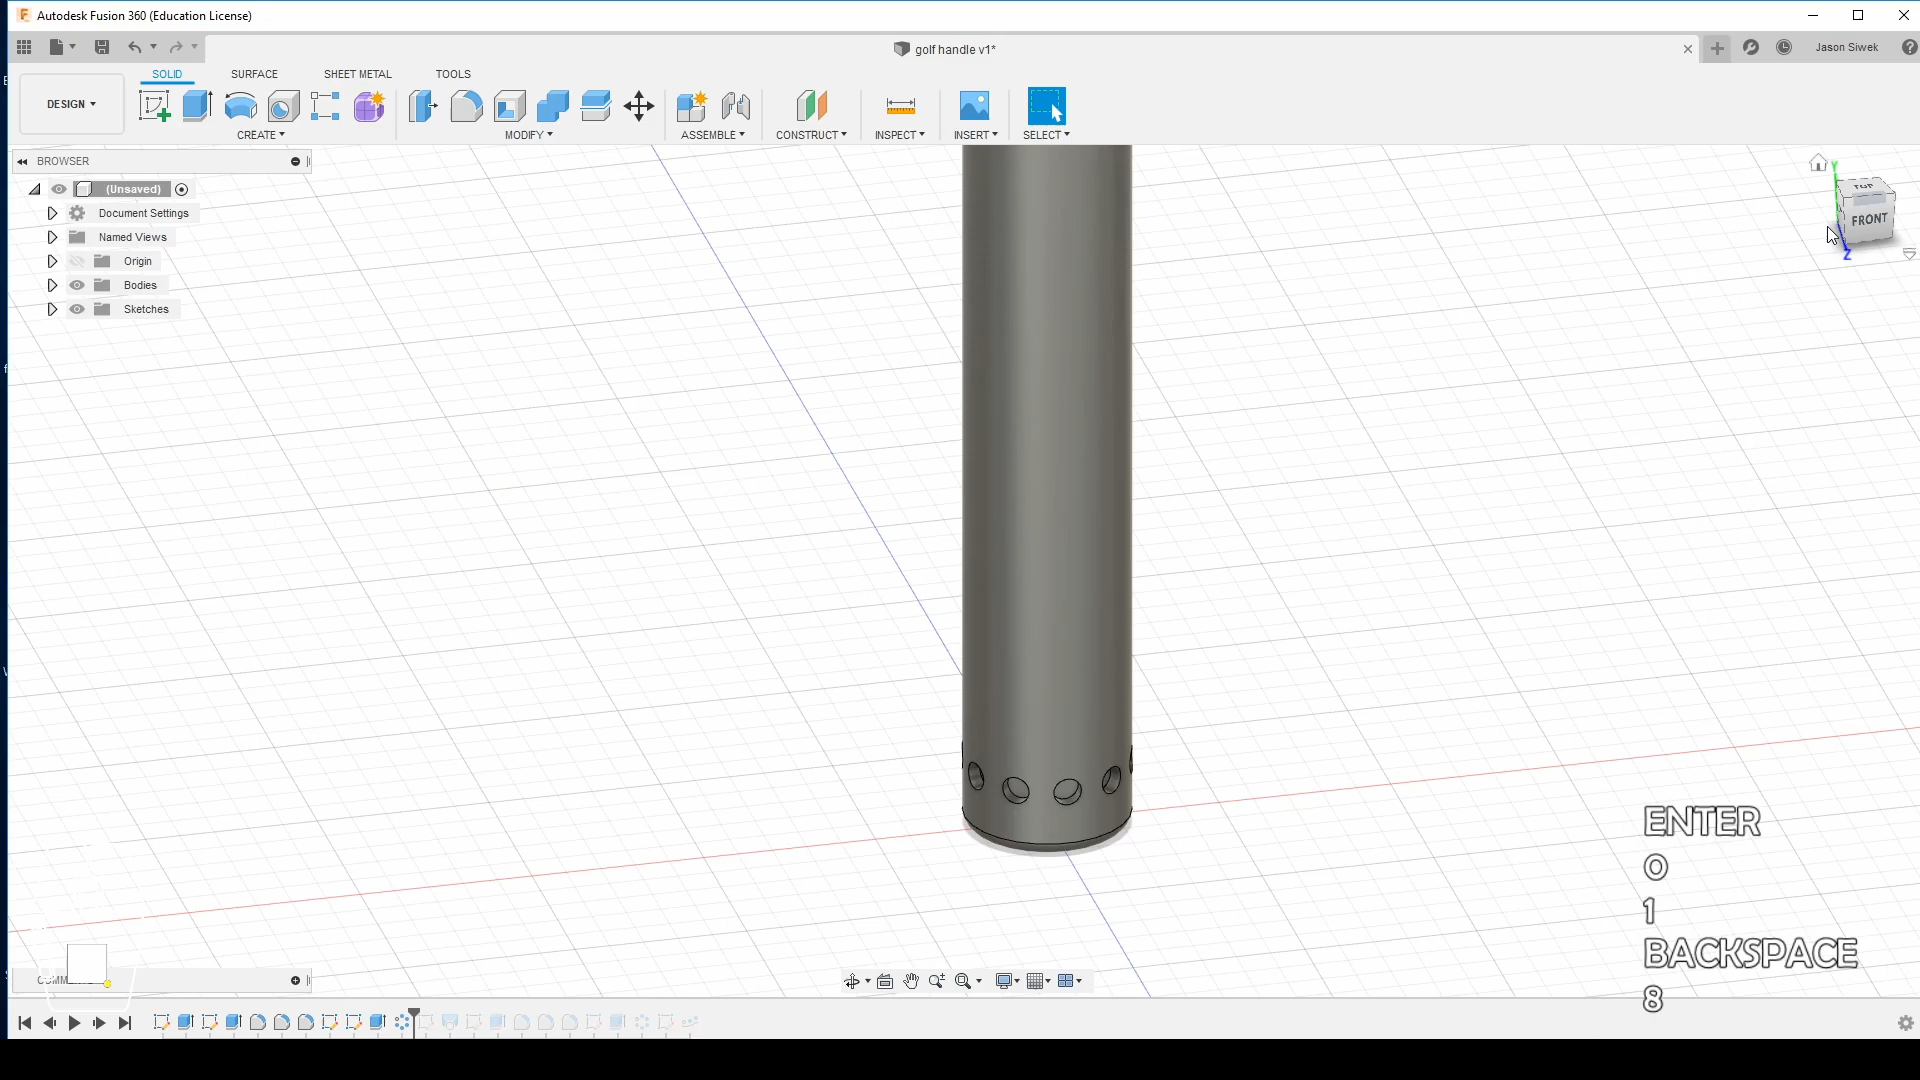 Autodesk Fusion 360 (Education License)
golf handle v1*
Jason Siwek
SOLID SURFACE SHEET METAL TOOLS
DESIGN
CREATE MODIFY ASSEMBLE CONSTRUCT INSPECT INSERT SELECT
BROWSER
(Unsaved)
Document Settings
Named Views
Origin
Bodies
Sketches
Y
TOP
FRONT
Z
ENTER
0
1
BACKSPACE
8